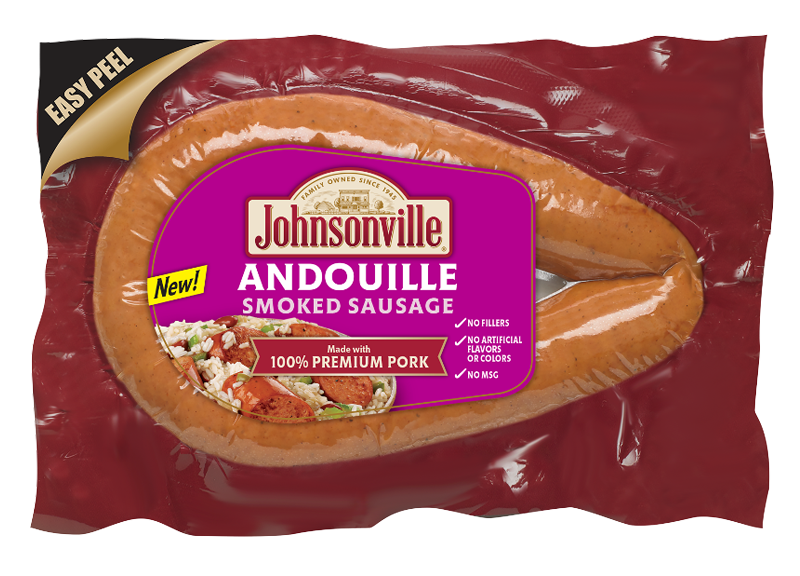 EASY PEEL
FAMILY OWNED SINCE 1945
Johnsonville®
ANDOUILLE
SMOKED SAUSAGE
New!
Made with
100% PREMIUM PORK
✓ NO FILLERS
✓ NO ARTIFICIAL
FLAVORS
OR COLORS
✓ NO MSG